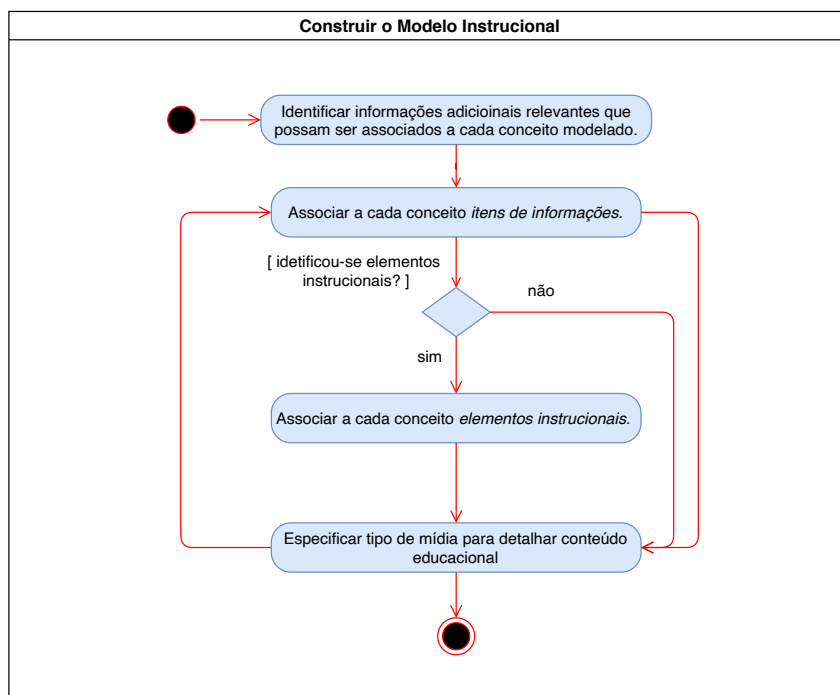 Construir o Modelo Instrucional
Identificar informações adicioinais relevantes que
possam ser associados a cada conceito modelado.
Associar a cada conceito itens de informações.
[ idetificou-se elementos
instrucionais? ]
não
sim
Associar a cada conceito elementos instrucionais.
Especificar tipo de mídia para detalhar conteúdo
educacional